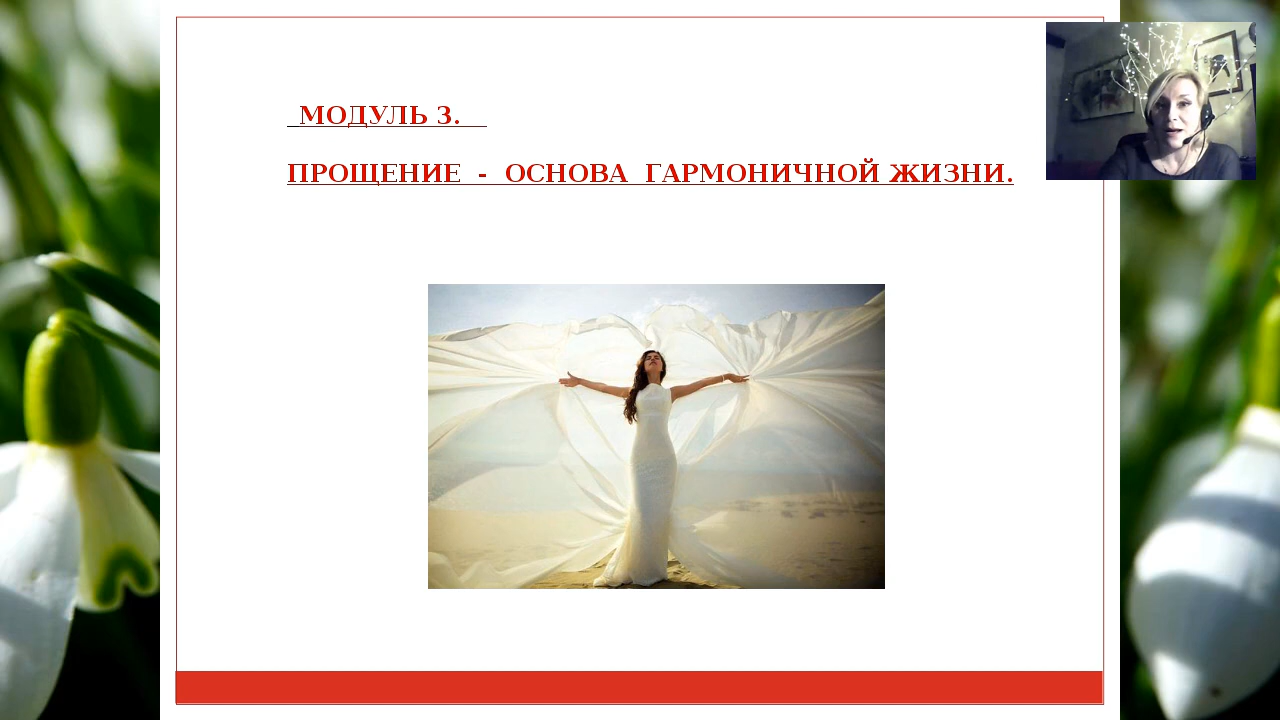 МОДУЛЬ 3.
ПРОЩЕНИЕ - ОСНОВА ГАРМОНИЧНОЙ ЖИЗНИ.